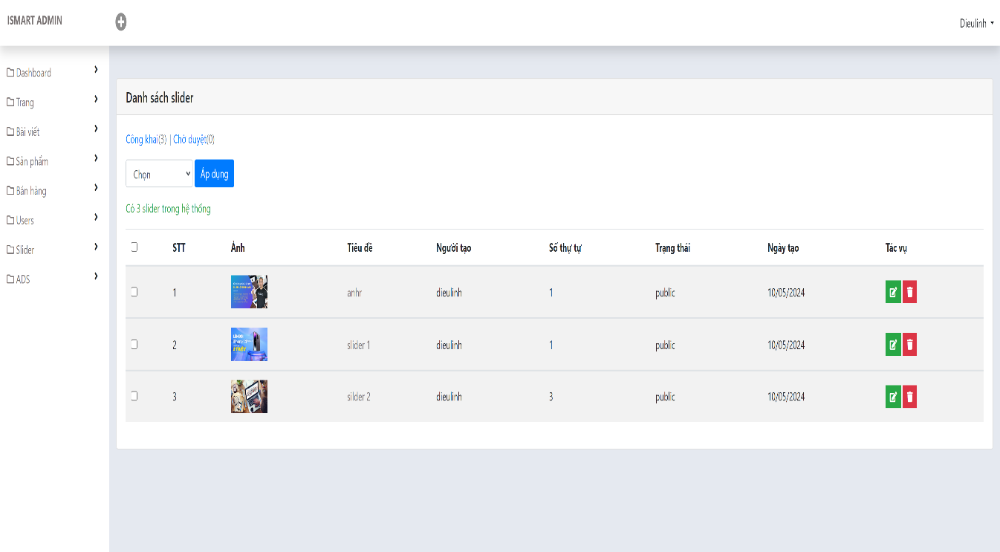 ISMART ADMIN
Dieulinh
Dashboard
Trang
Bài viết
Sản phẩm
Bán hàng
Users
Slider
ADS
Danh sách slider
Công khai(3) | Chờ duyệt(0)
Chọn Áp dụng
Có 3 slider trong hệ thống
STT Ảnh Tiêu đề Người tạo Số thự tự Trạng thái Ngày tạo Tác vụ
1 anhr dieulinh 1 public 10/05/2024
2 slider 1 dieulinh 1 public 10/05/2024
3 silder 2 dieulinh 3 public 10/05/2024